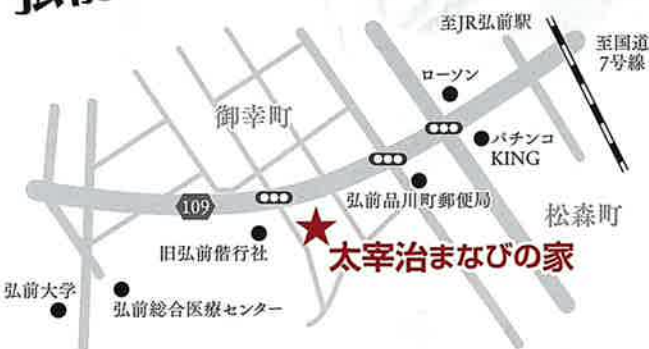 至JR弘前駅
至国道
7号線
ローソン
御幸町
パチンコ
KING
弘前品川町郵便局
109
松森町
旧弘前偕行社
太宰治まなびの家
弘前大学
弘前総合医療センター